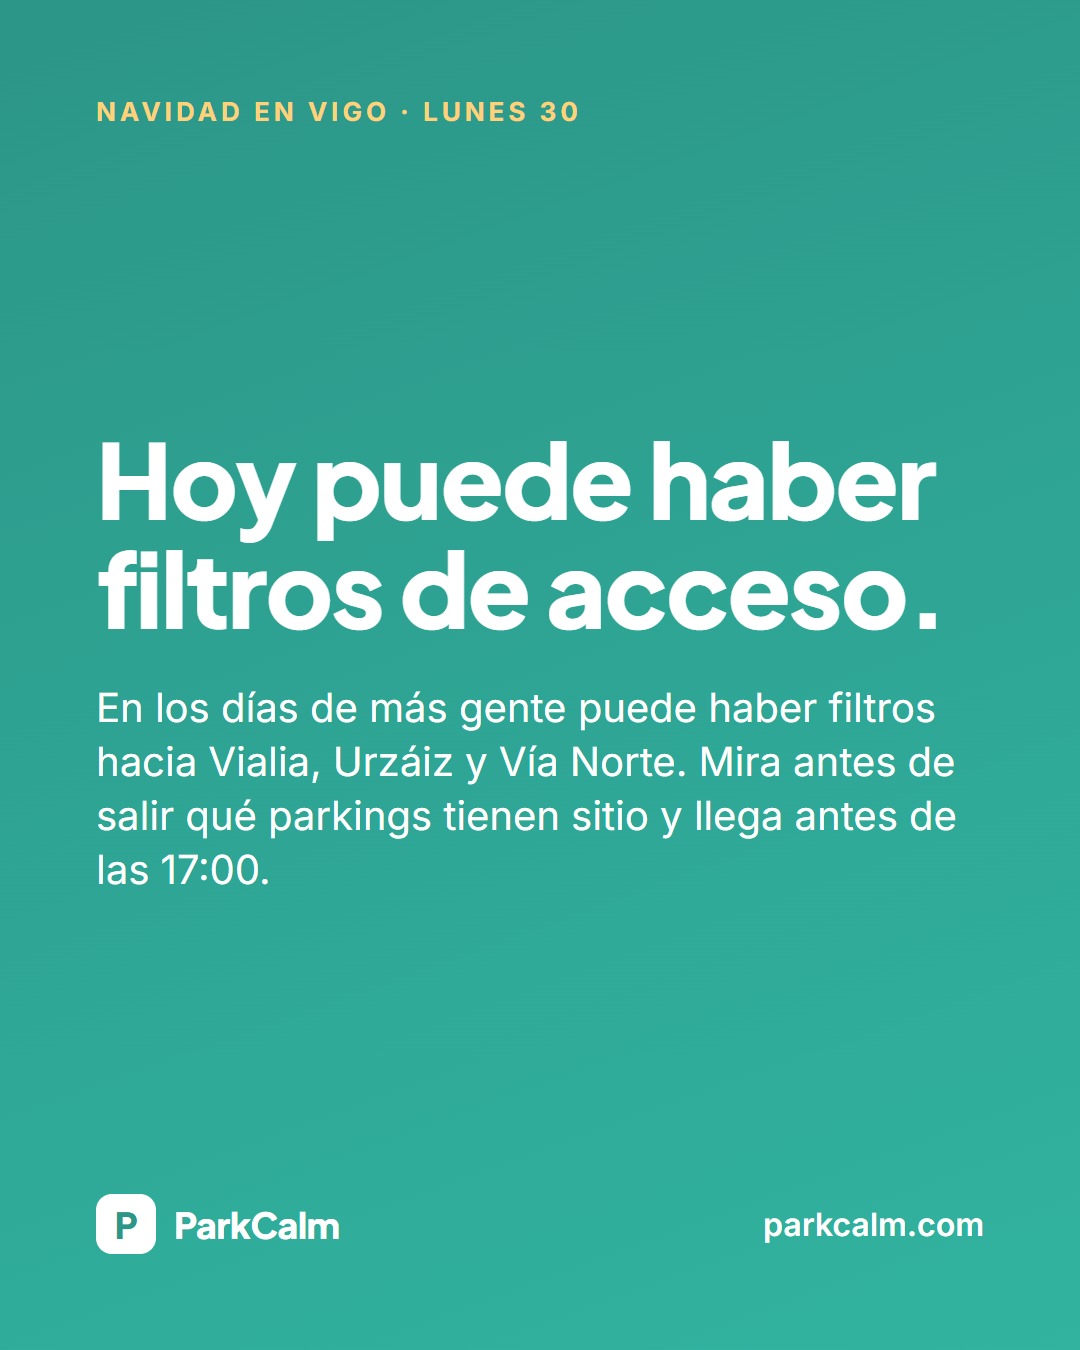 NAVIDAD EN VIGO · LUNES 30
Hoy puede haber
filtros de acceso.
En los días de más gente puede haber filtros
hacia Vialia, Urzáiz y Vía Norte. Mira antes de
salir qué parkings tienen sitio y llega antes de
las 17:00.
P ParkCalm
parkcalm.com